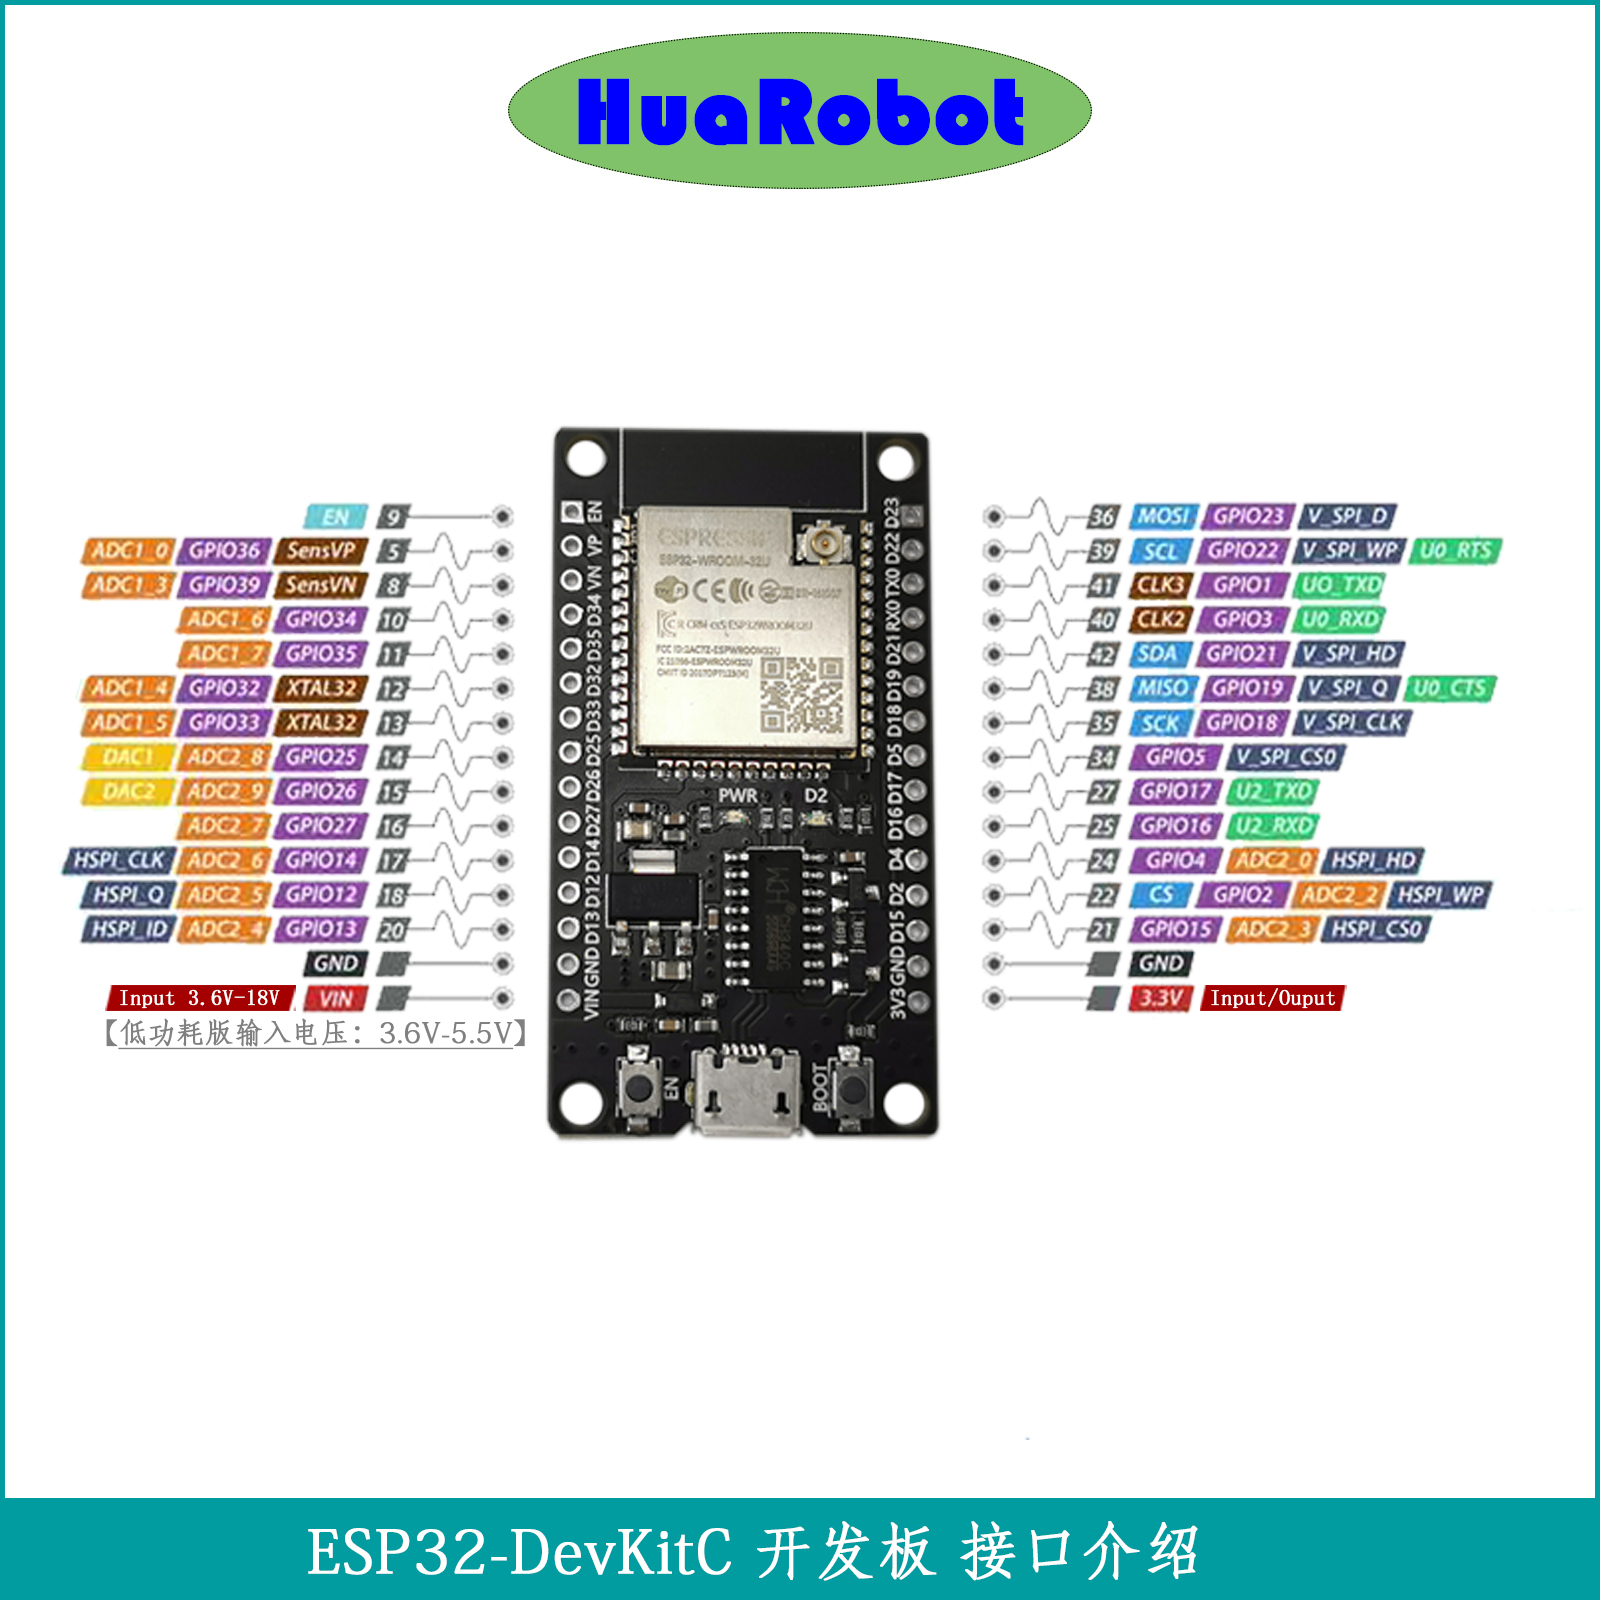 HuaRobot
EN 9
ADC1_0 GPIO36 SensVP 5
ADC1_3 GPIO39 SensVN 8
ADC1_6 GPIO34 10
ADC1_7 GPIO35 11
ADC1_4 GPIO32 XTAL32 12
ADC1_5 GPIO33 XTAL32 13
DAC1 ADC2_8 GPIO25 14
DAC2 ADC2_9 GPIO26 15
ADC2_7 GPIO27 16
HSPI_CLK ADC2_6 GPIO14 17
HSPI_Q ADC2_5 GPIO12 18
HSPI_ID ADC2_4 GPIO13 20
GND
Input 3.6V-18V VIN
【低功耗版输入电压：3.6V-5.5V】
EN
VP
VN
D34
D35
D32
D33
D25
D26
D27
D14
D12
D13
GND
VIN
ESPRESSIF
ESP32-WROOM-32U
PWR D2
EN
BOOT
D23
D22
TX0
RX0
D21
D19
D18
D5
D17
D16
D4
D2
D15
GND
3V3
36 MOSI GPIO23 V_SPI_D
39 SCL GPIO22 V_SPI_WP U0_RTS
41 CLK3 GPIO1 UO_TXD
40 CLK2 GPIO3 U0_RXD
42 SDA GPIO21 V_SPI_HD
38 MISO GPIO19 V_SPI_Q U0_CTS
35 SCK GPIO18 V_SPI_CLK
34 GPIO5 V_SPI_CS0
27 GPIO17 U2_TXD
25 GPIO16 U2_RXD
24 GPIO4 ADC2_0 HSPI_HD
22 CS GPIO2 ADC2_2 HSPI_WP
21 GPIO15 ADC2_3 HSPI_CS0
GND
3.3V Input/Ouput
ESP32-DevKitC 开发板 接口介绍